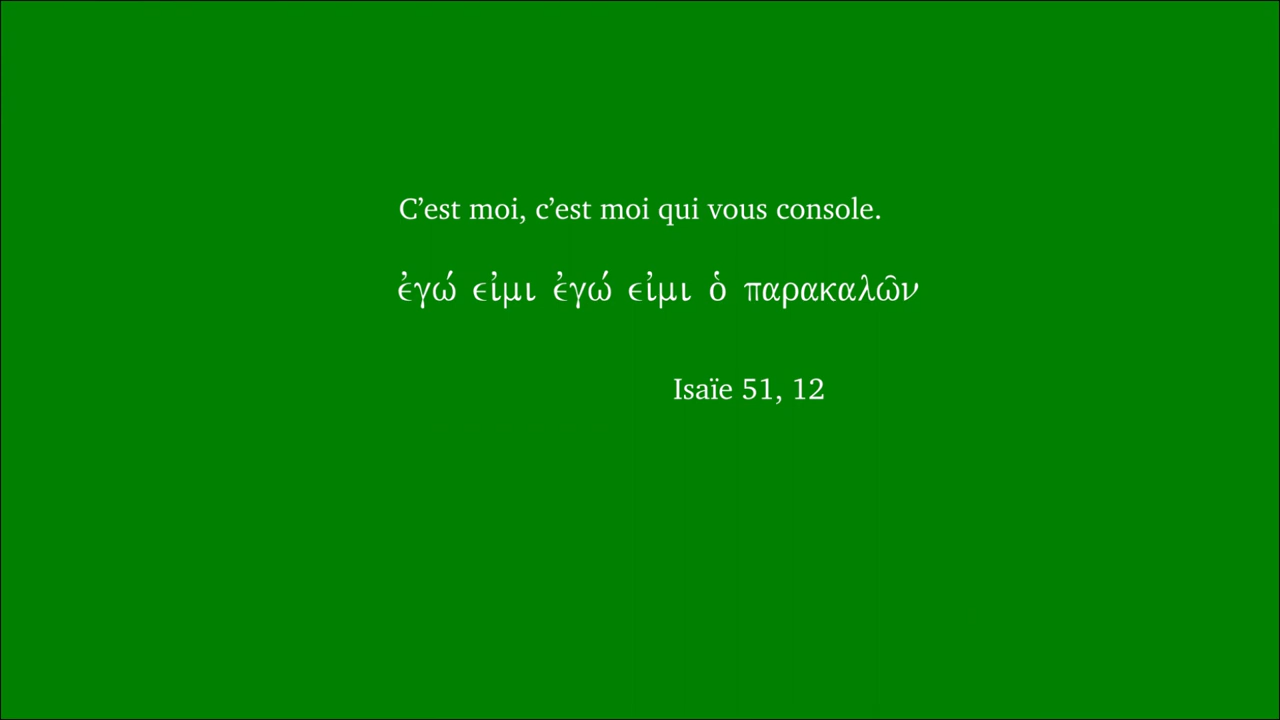 C’est moi, c’est moi qui vous console.
ἐγώ εἰμι ἐγώ εἰμι ὁ παρακαλῶν
Isaïe 51, 12